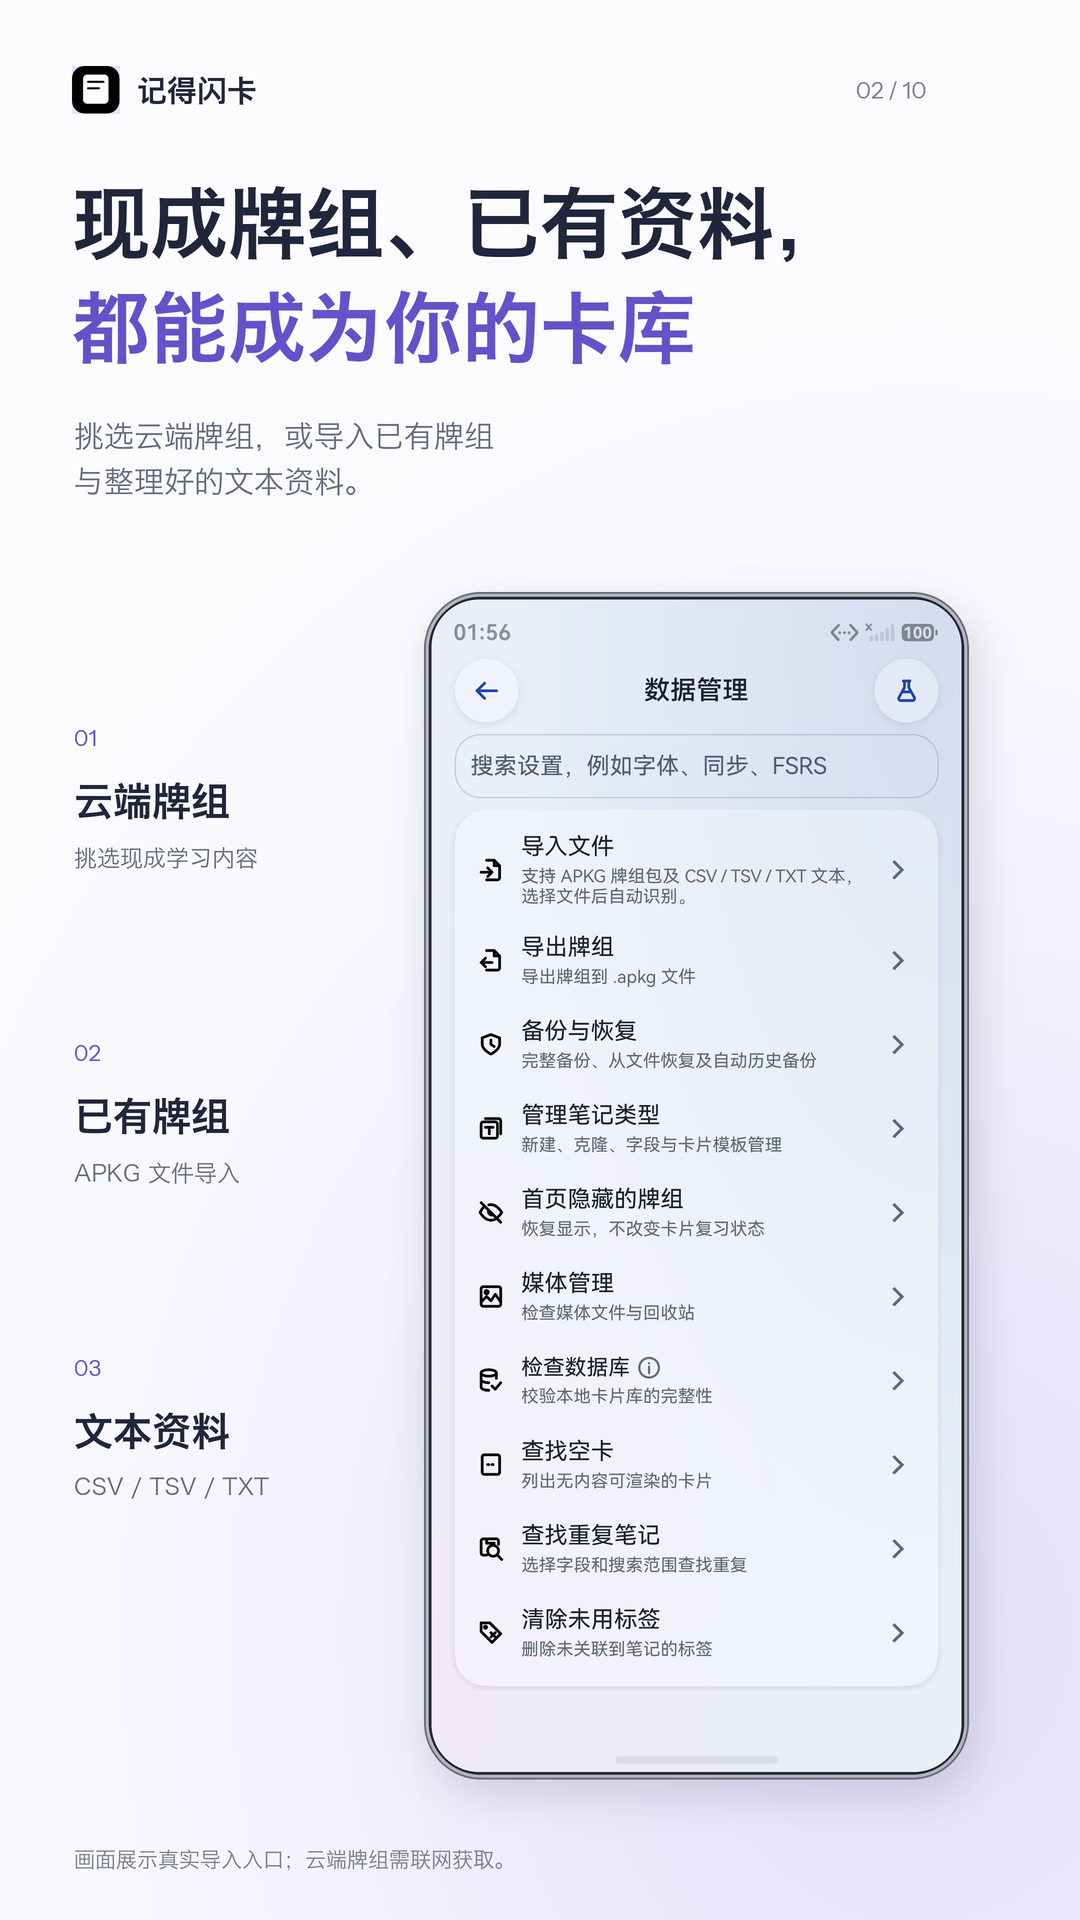 记得闪卡
02 / 10
现成牌组、已有资料，
都能成为你的卡库
挑选云端牌组，或导入已有牌组
与整理好的文本资料。
01
云端牌组
挑选现成学习内容
02
已有牌组
APKG 文件导入
03
文本资料
CSV / TSV / TXT
01:56
100
数据管理
搜索设置，例如字体、同步、FSRS
导入文件
支持 APKG 牌组包及 CSV / TSV / TXT 文本，
选择文件后自动识别。
导出牌组
导出牌组到 .apkg 文件
备份与恢复
完整备份、从文件恢复及自动历史备份
管理笔记类型
新建、克隆、字段与卡片模板管理
首页隐藏的牌组
恢复显示，不改变卡片复习状态
媒体管理
检查媒体文件与回收站
检查数据库
校验本地卡片库的完整性
查找空卡
列出无内容可渲染的卡片
查找重复笔记
选择字段和搜索范围查找重复
清除未用标签
删除未关联到笔记的标签
画面展示真实导入入口；云端牌组需联网获取。